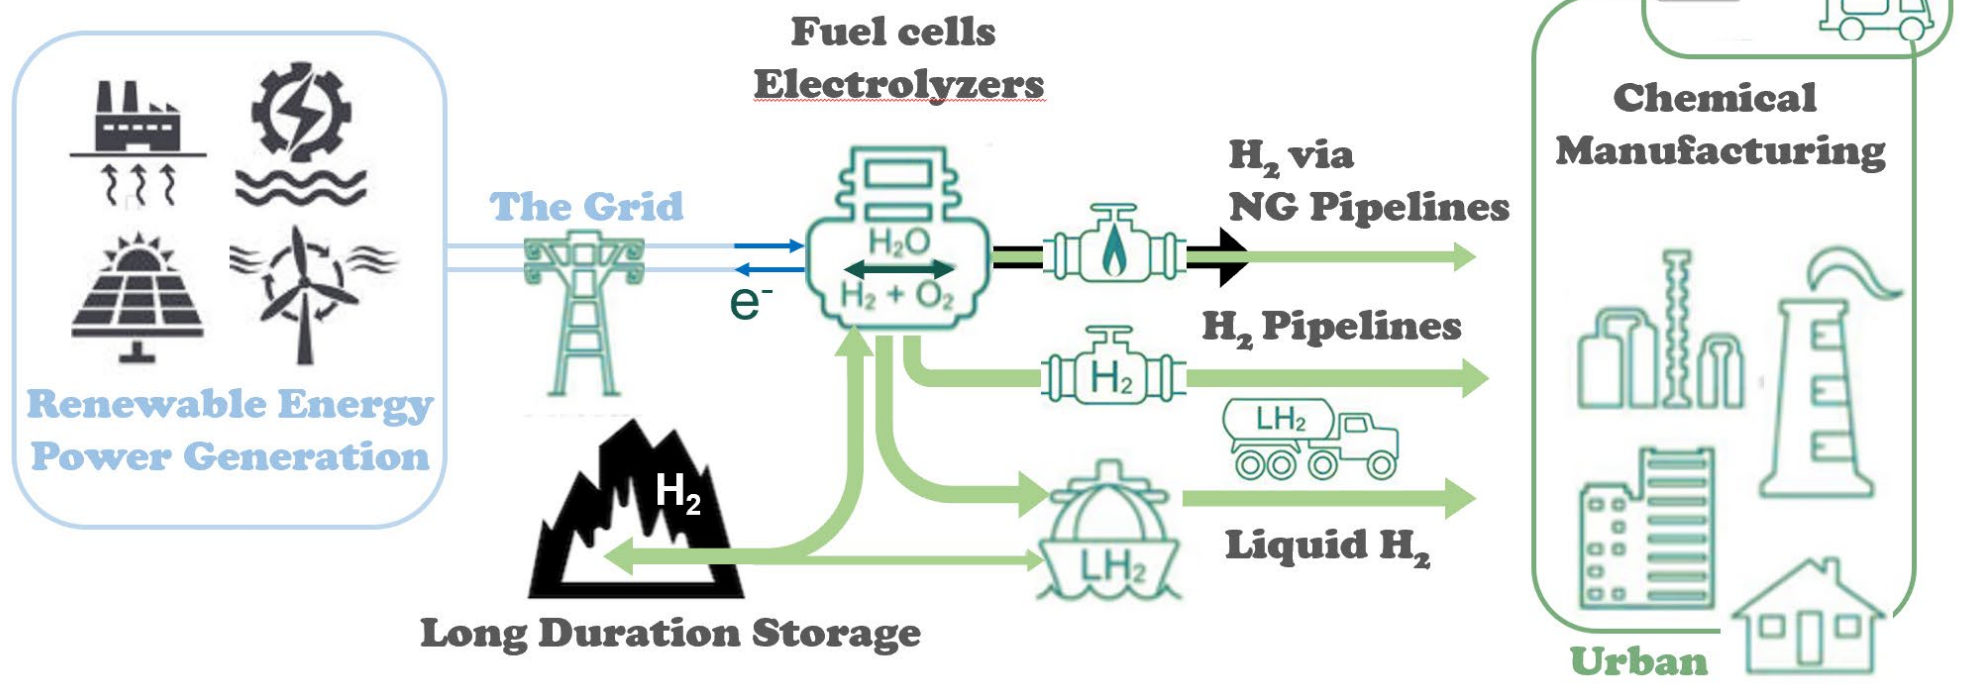 Fuel cells
Electrolyzers
Chemical
Manufacturing
H₂ via
NG Pipelines
The Grid
H₂O
H₂ + O₂
e⁻
H₂ Pipelines
H₂
Renewable Energy
Power Generation
LH₂
H₂
Liquid H₂
LH₂
Long Duration Storage
Urban